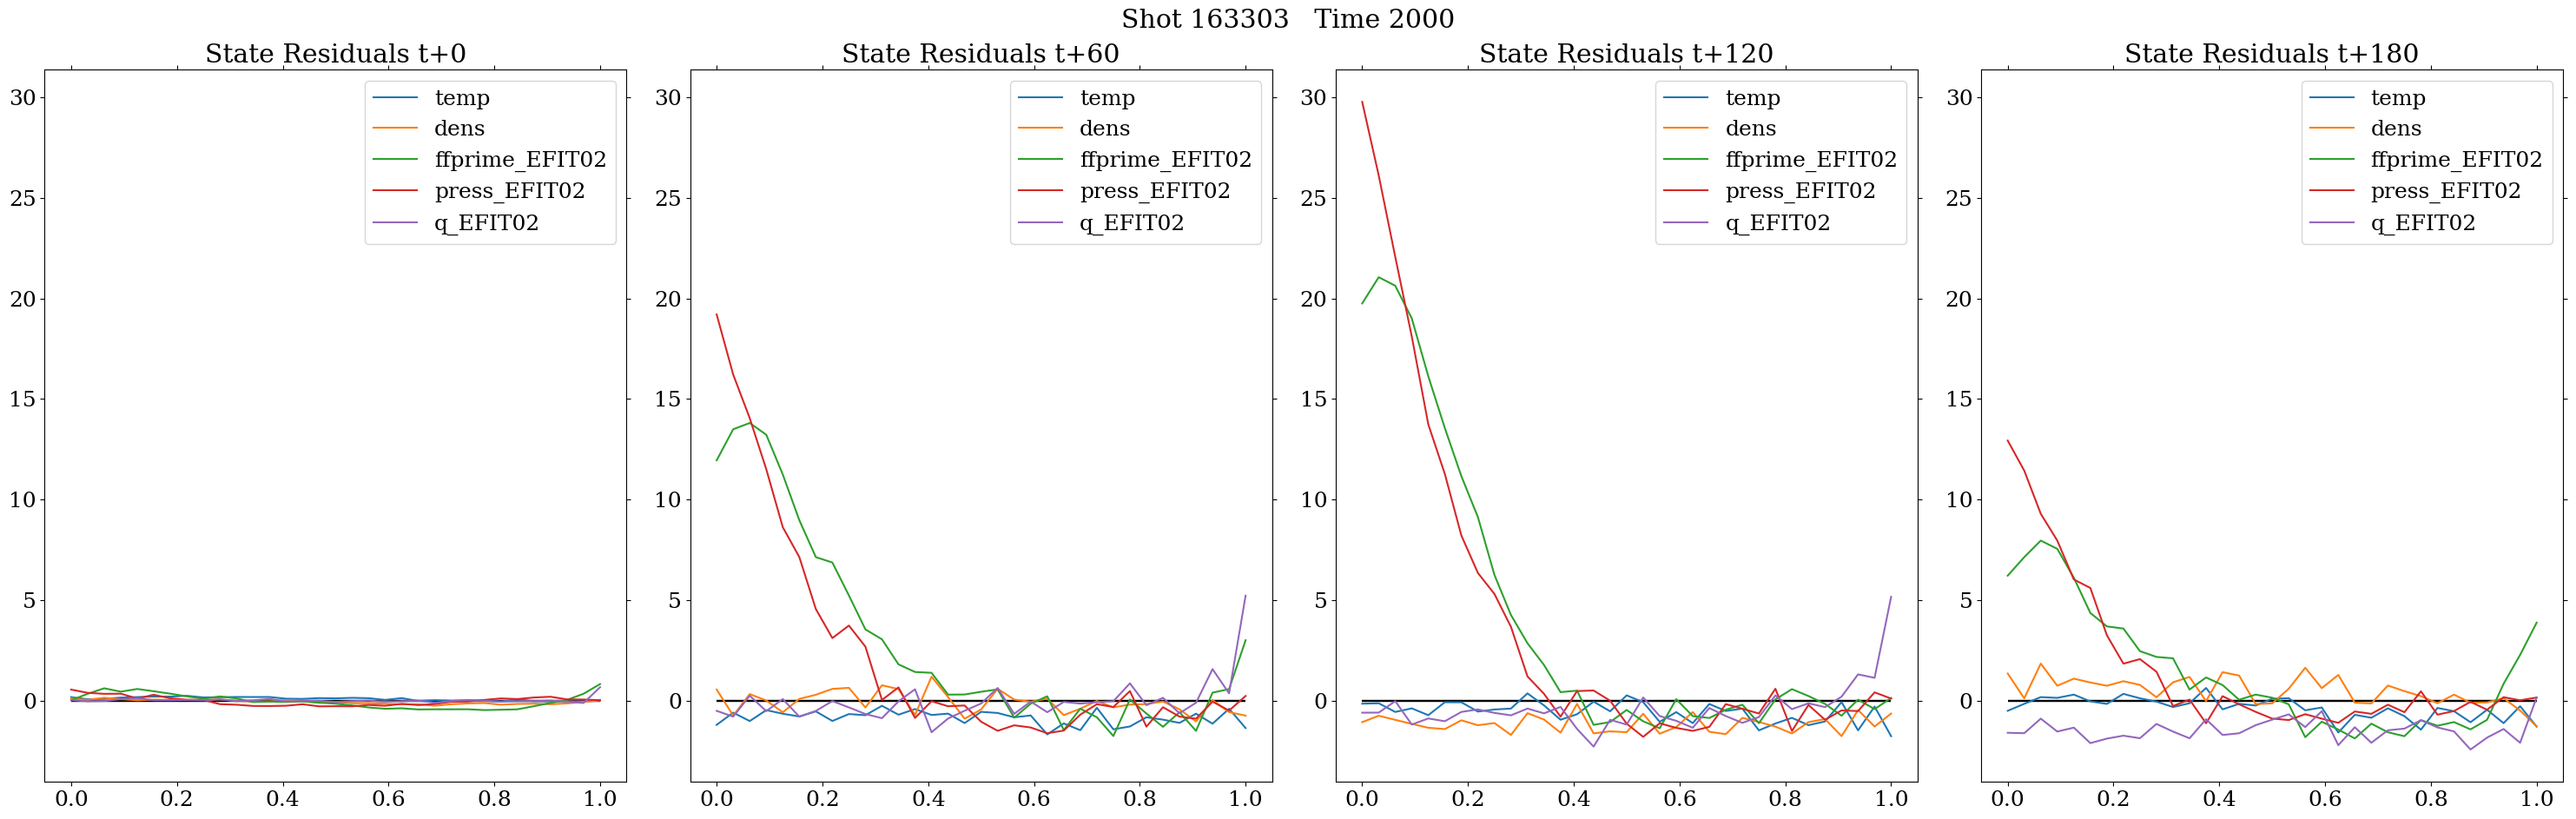 Shot 163303   Time 2000
State Residuals t+0
30
25
20
15
10
5
0
0.0 0.2 0.4 0.6 0.8 1.0
temp
dens
ffprime_EFIT02
press_EFIT02
q_EFIT02
State Residuals t+60
30
25
20
15
10
5
0
0.0 0.2 0.4 0.6 0.8 1.0
temp
dens
ffprime_EFIT02
press_EFIT02
q_EFIT02
State Residuals t+120
30
25
20
15
10
5
0
0.0 0.2 0.4 0.6 0.8 1.0
temp
dens
ffprime_EFIT02
press_EFIT02
q_EFIT02
State Residuals t+180
30
25
20
15
10
5
0
0.0 0.2 0.4 0.6 0.8 1.0
temp
dens
ffprime_EFIT02
press_EFIT02
q_EFIT02